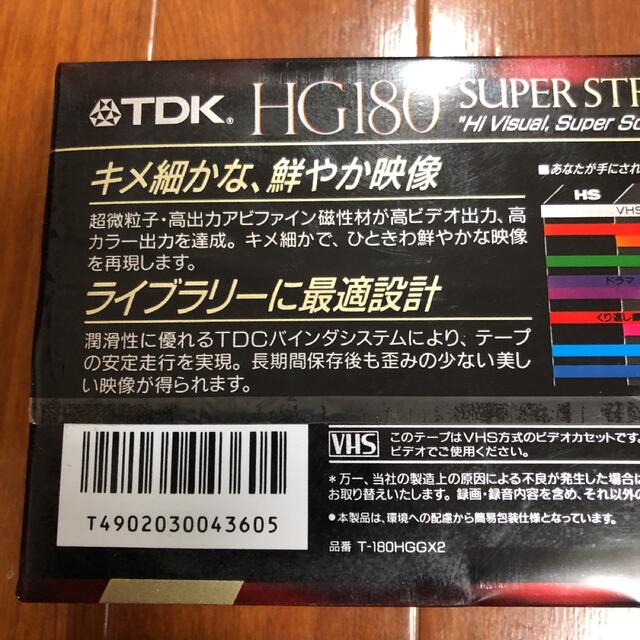 TDK® HG180 SUPER
"Hi Visual, Super
キメ細かな、鮮やか映像
超微粒子・高出力アビファイン磁性材が高ビデオ出力、高
カラー出力を達成。キメ細かで、ひときわ鮮やかな映像
を再現します。
ライブラリーに最適設計
潤滑性に優れるTDCバインダシステムにより、テープ
の安定走行を実現。長期間保存後も歪みの少ない美し
い映像が得られます。
■あなたが手にされ
HS
VHS
ドラマ
くり返し
T4902030043605
VHS
このテープはVHS方式のビデオカセットです。
ビデオでご使用ください。
*万一、当社の製造上の原因による不良が発生した場合は
お取り替えいたします。録画・録音内容を含め、それ以外の
●本製品は、環境への配慮から簡易包装仕様となっています。
品番 T-180HGGX2